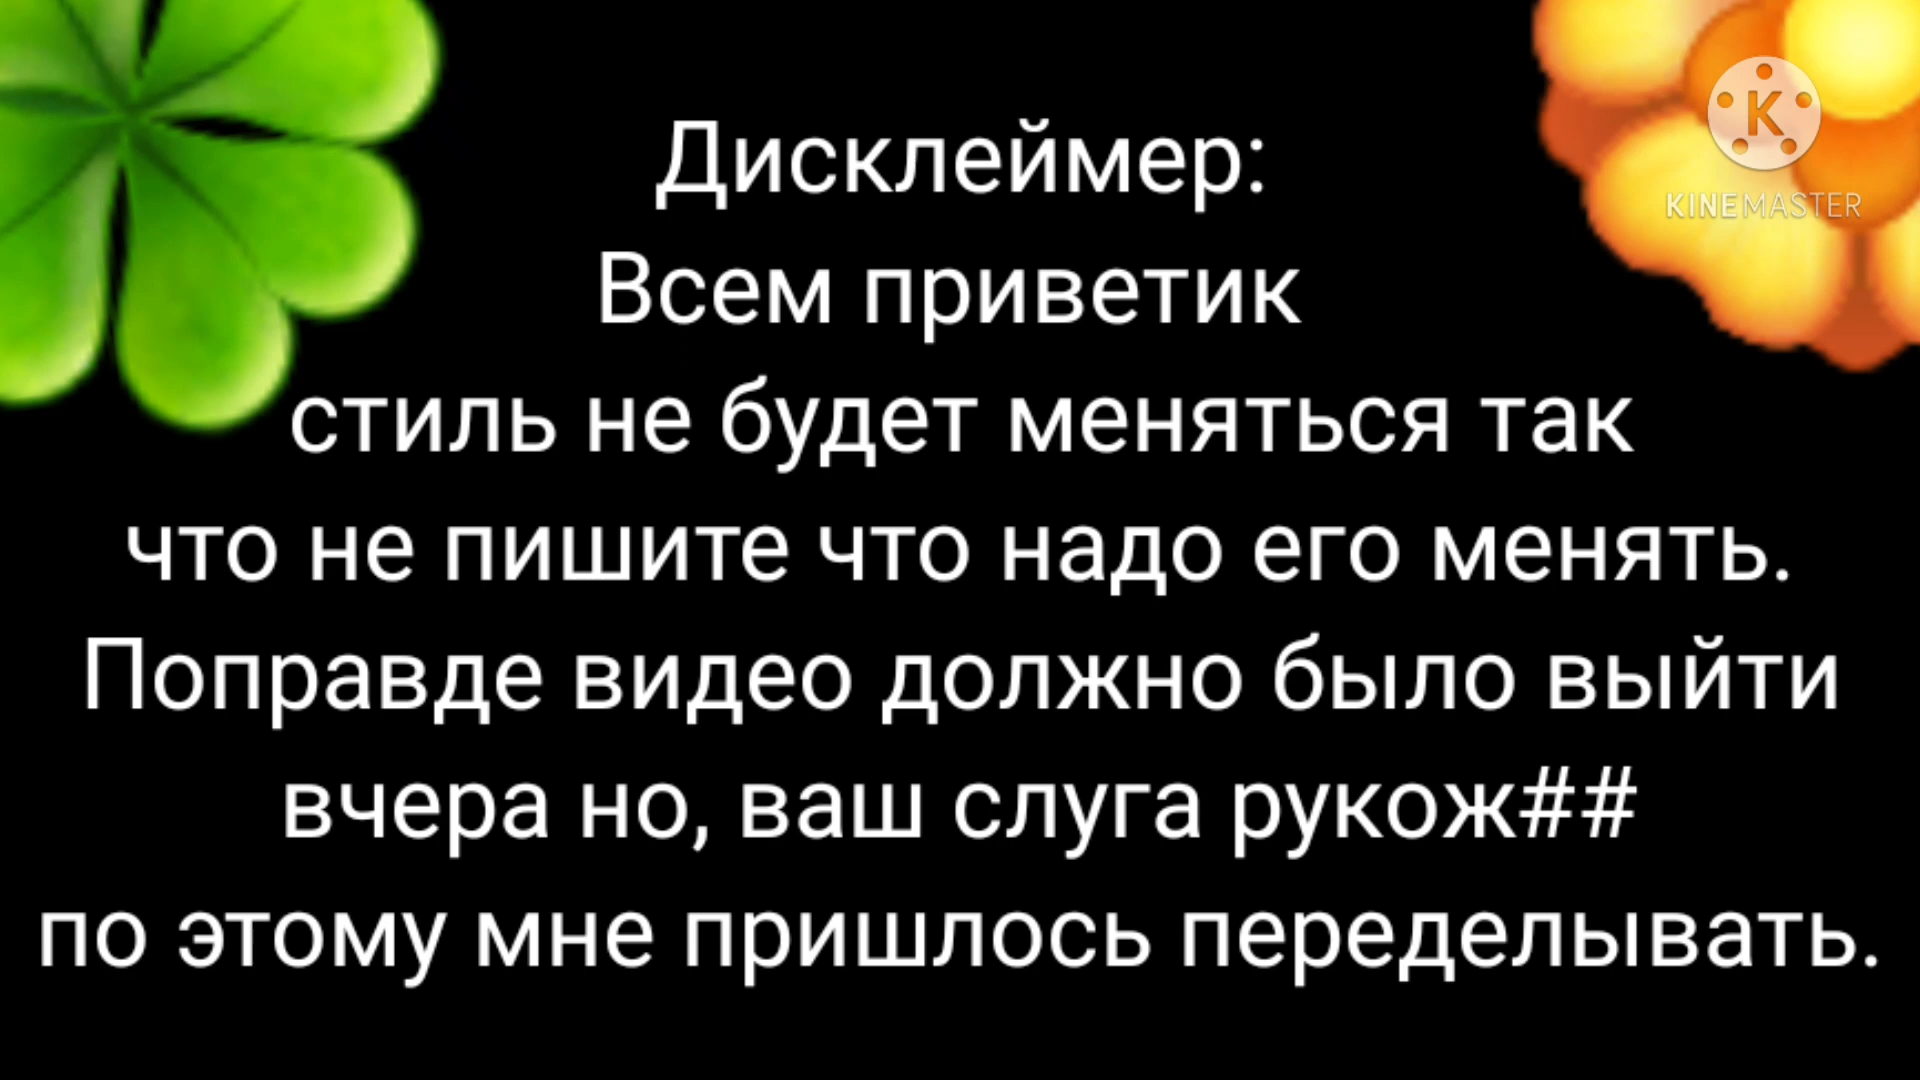 Дисклеймер:
Всем приветик
стиль не будет меняться так
что не пишите что надо его менять.
Поправде видео должно было выйти
вчера но, ваш слуга рукож##
по этому мне пришлось переделывать.
K
KINEMASTER